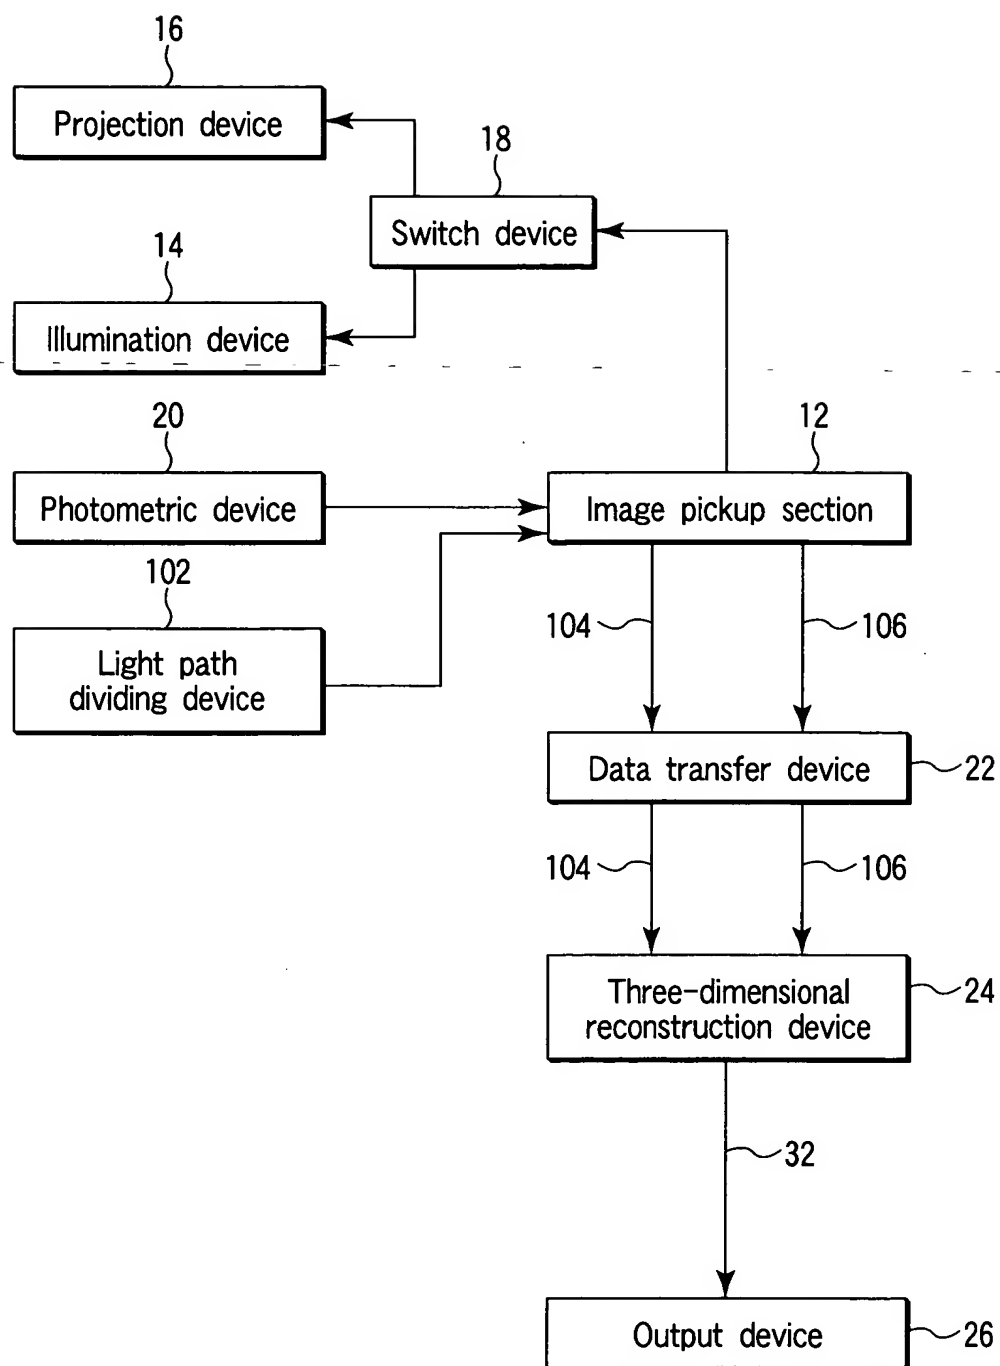 16
Projection device
18
Switch device
14
Illumination device
20
12
Photometric device
Image pickup section
102
104
106
Light path
dividing device
Data transfer device
22
104
106
Three-dimensional
reconstruction device
24
32
Output device
26